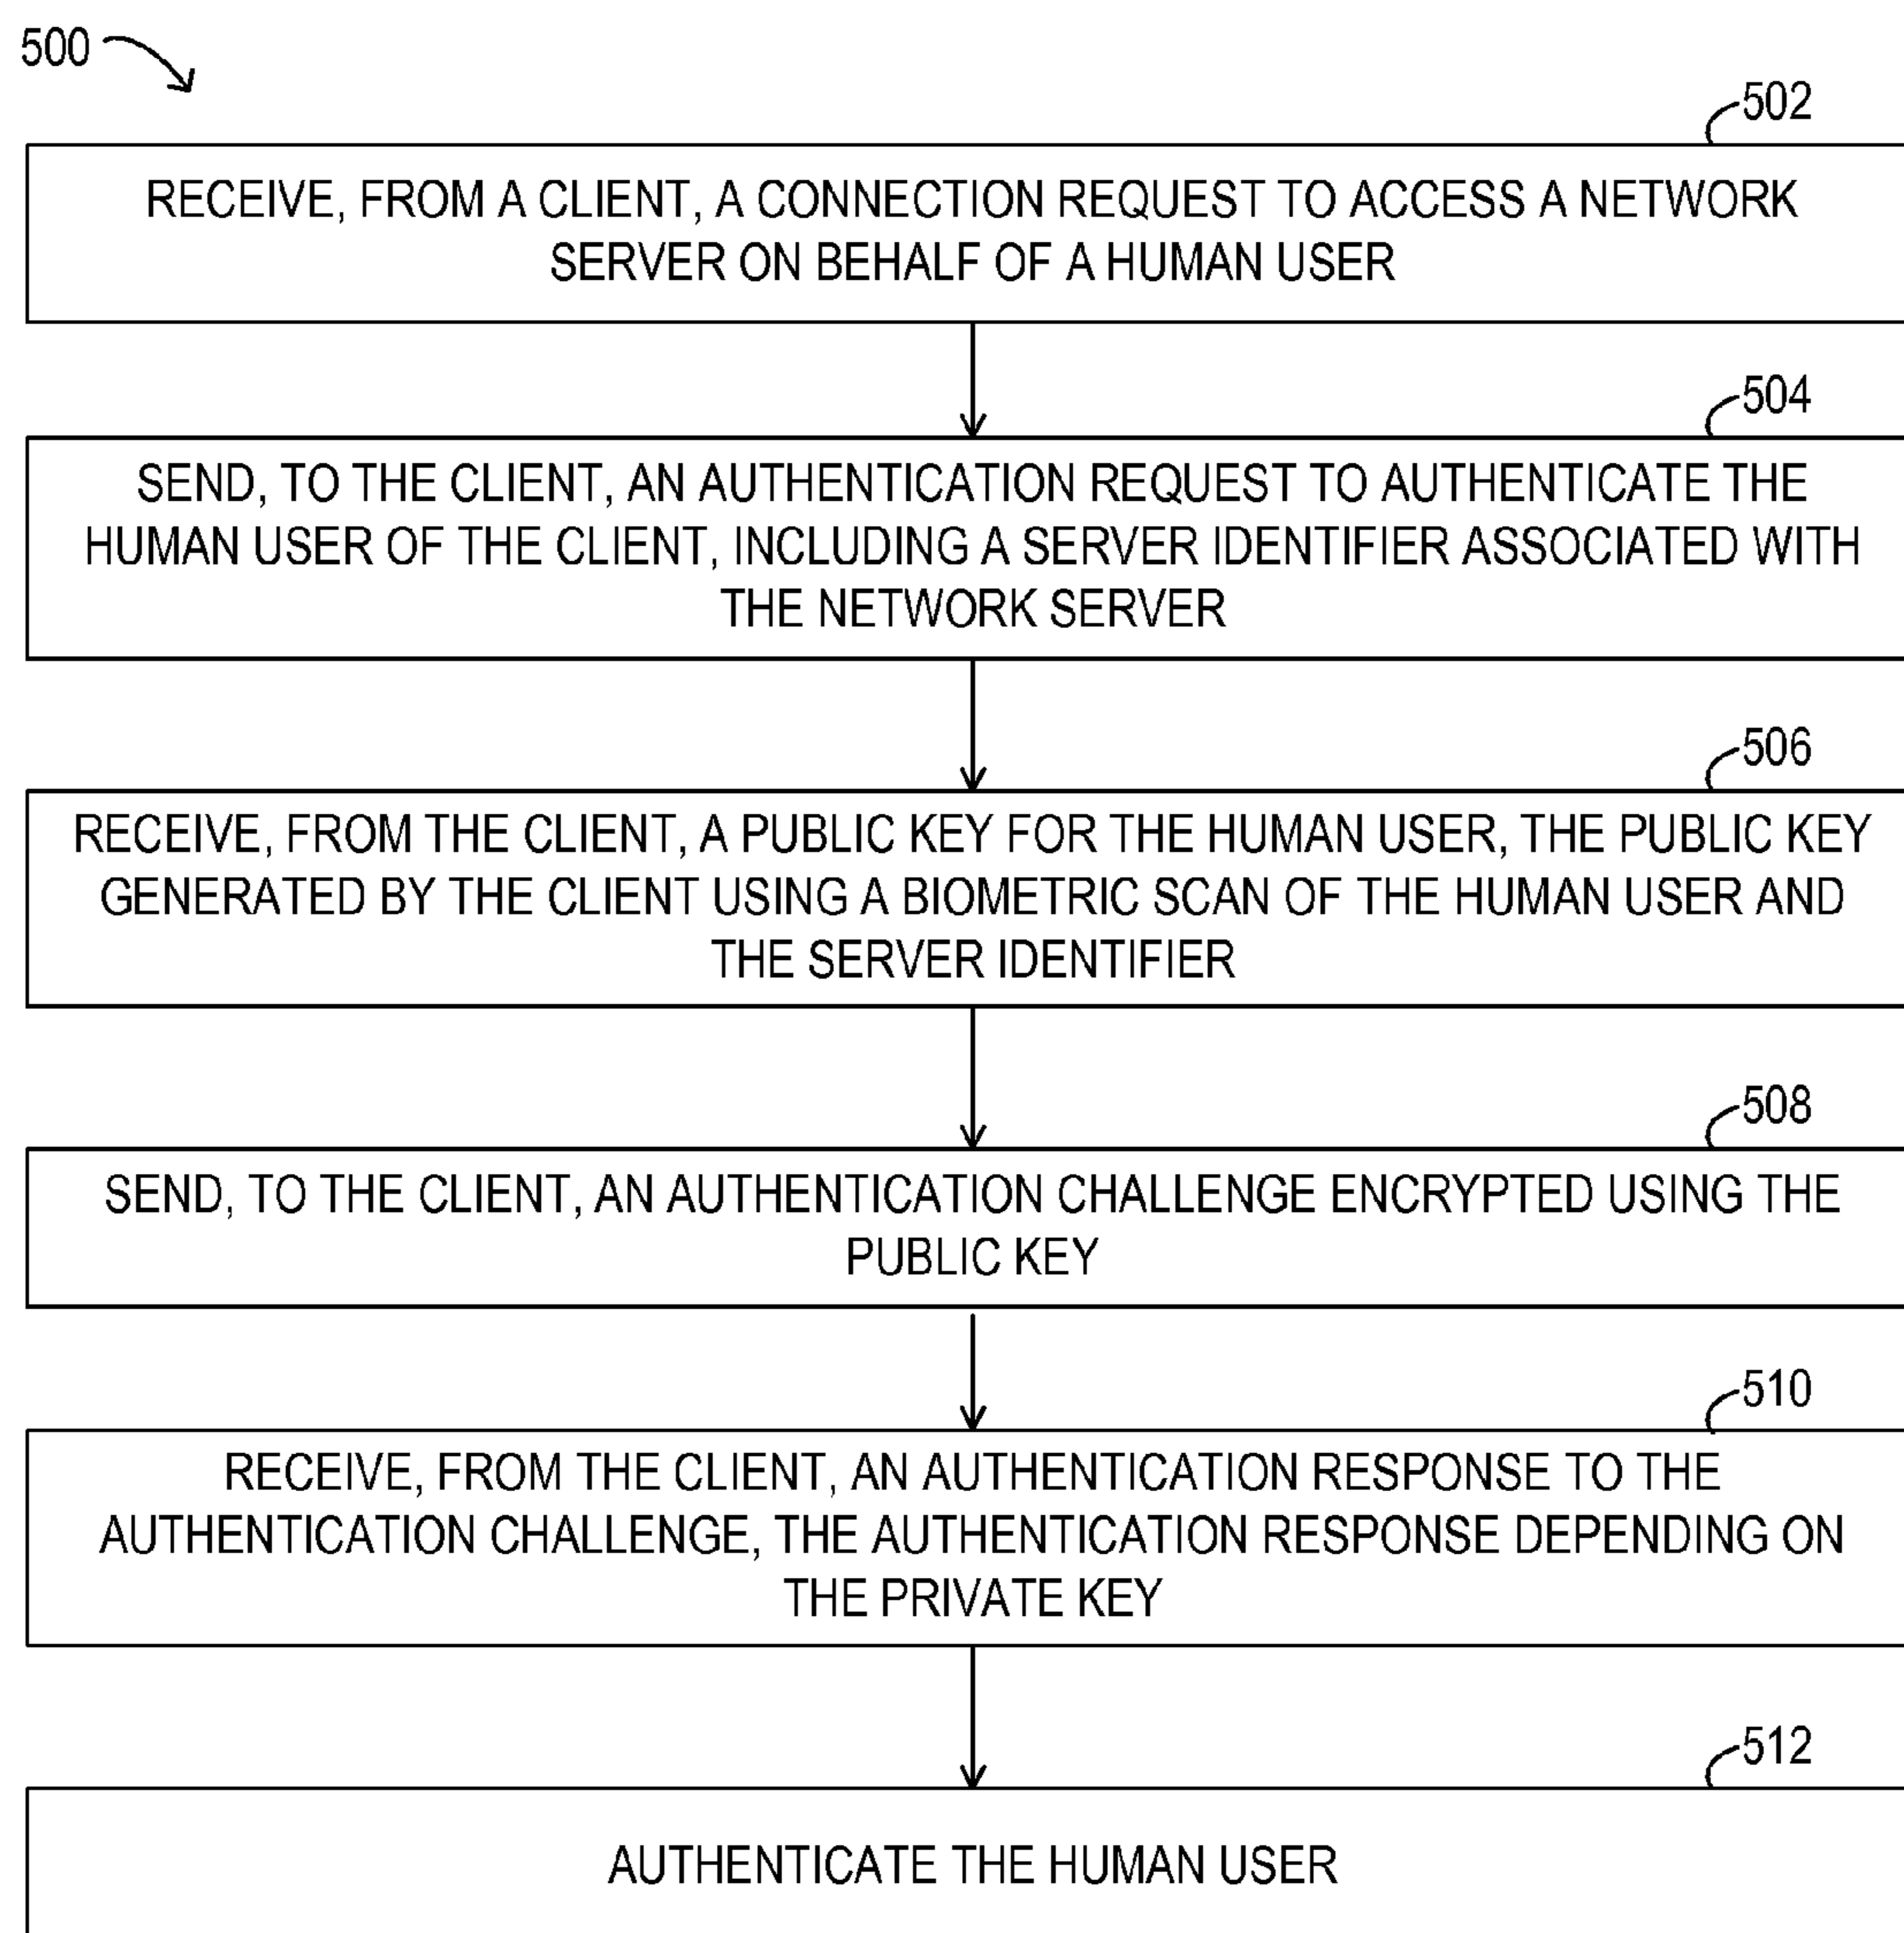 500
502
RECEIVE, FROM A CLIENT, A CONNECTION REQUEST TO ACCESS A NETWORK
SERVER ON BEHALF OF A HUMAN USER
504
SEND, TO THE CLIENT, AN AUTHENTICATION REQUEST TO AUTHENTICATE THE
HUMAN USER OF THE CLIENT, INCLUDING A SERVER IDENTIFIER ASSOCIATED WITH
THE NETWORK SERVER
506
RECEIVE, FROM THE CLIENT, A PUBLIC KEY FOR THE HUMAN USER, THE PUBLIC KEY
GENERATED BY THE CLIENT USING A BIOMETRIC SCAN OF THE HUMAN USER AND
THE SERVER IDENTIFIER
508
SEND, TO THE CLIENT, AN AUTHENTICATION CHALLENGE ENCRYPTED USING THE
PUBLIC KEY
510
RECEIVE, FROM THE CLIENT, AN AUTHENTICATION RESPONSE TO THE
AUTHENTICATION CHALLENGE, THE AUTHENTICATION RESPONSE DEPENDING ON
THE PRIVATE KEY
512
AUTHENTICATE THE HUMAN USER